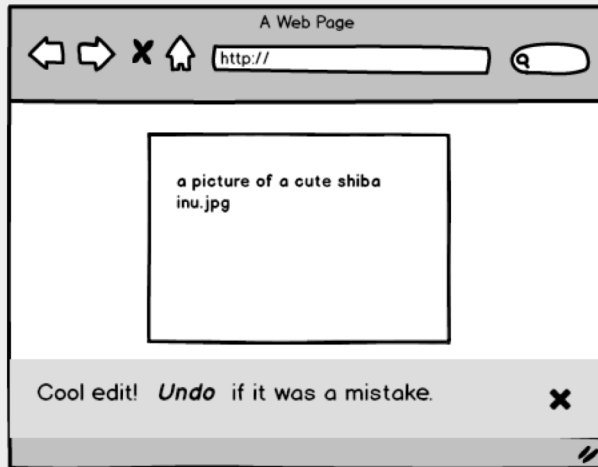 A Web Page
http://
a picture of a cute shiba
inu.jpg
Cool edit! Undo if it was a mistake.